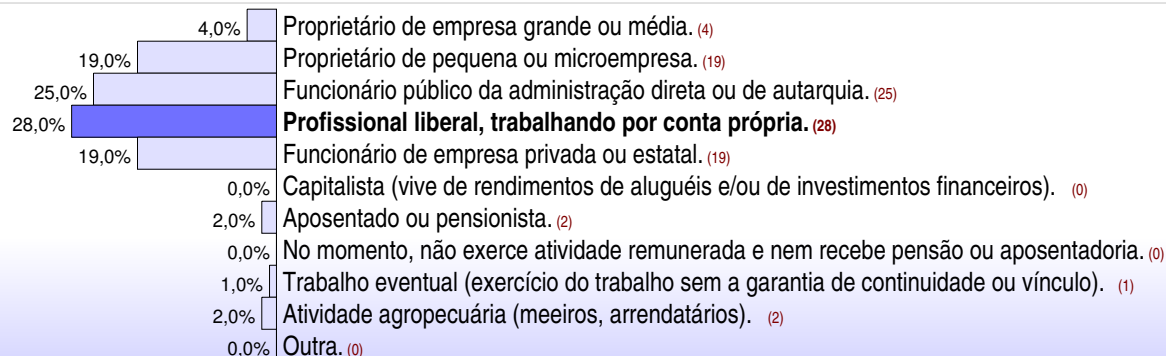 4,0% Proprietário de empresa grande ou média. (4)
19,0% Proprietário de pequena ou microempresa. (19)
25,0% Funcionário público da administração direta ou de autarquia. (25)
28,0% Profissional liberal, trabalhando por conta própria. (28)
19,0% Funcionário de empresa privada ou estatal. (19)
0,0% Capitalista (vive de rendimentos de aluguéis e/ou de investimentos financeiros). (0)
2,0% Aposentado ou pensionista. (2)
0,0% No momento, não exerce atividade remunerada e nem recebe pensão ou aposentadoria. (0)
1,0% Trabalho eventual (exercício do trabalho sem a garantia de continuidade ou vínculo). (1)
2,0% Atividade agropecuária (meeiros, arrendatários). (2)
0,0% Outra. (0)